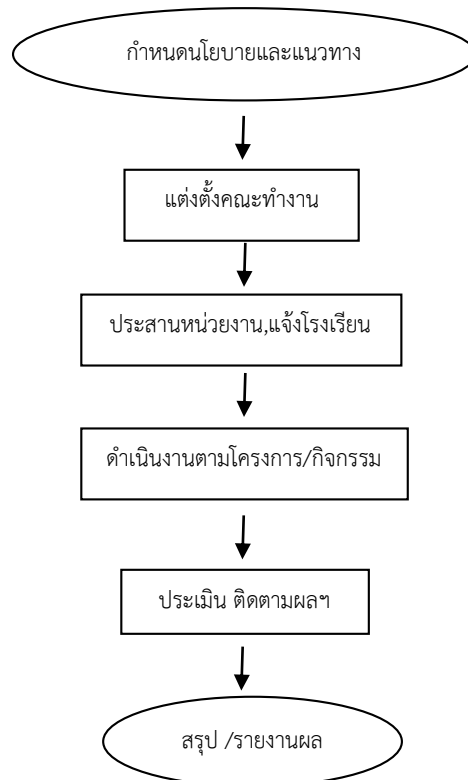 กำหนดนโยบายและแนวทาง
แต่งตั้งคณะทำงาน
ประสานหน่วยงาน,แจ้งโรงเรียน
ดำเนินงานตามโครงการ/กิจกรรม
ประเมิน ติดตามผลฯ
สรุป /รายงานผล